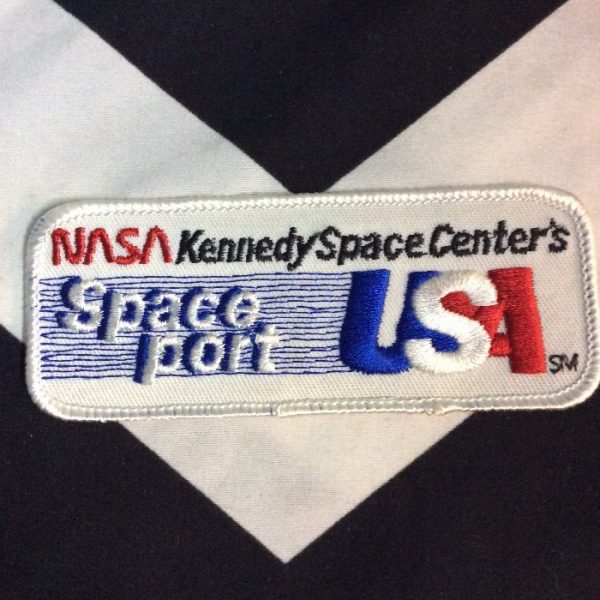 NASA Kennedy Space Center's
Space USA
port
SM